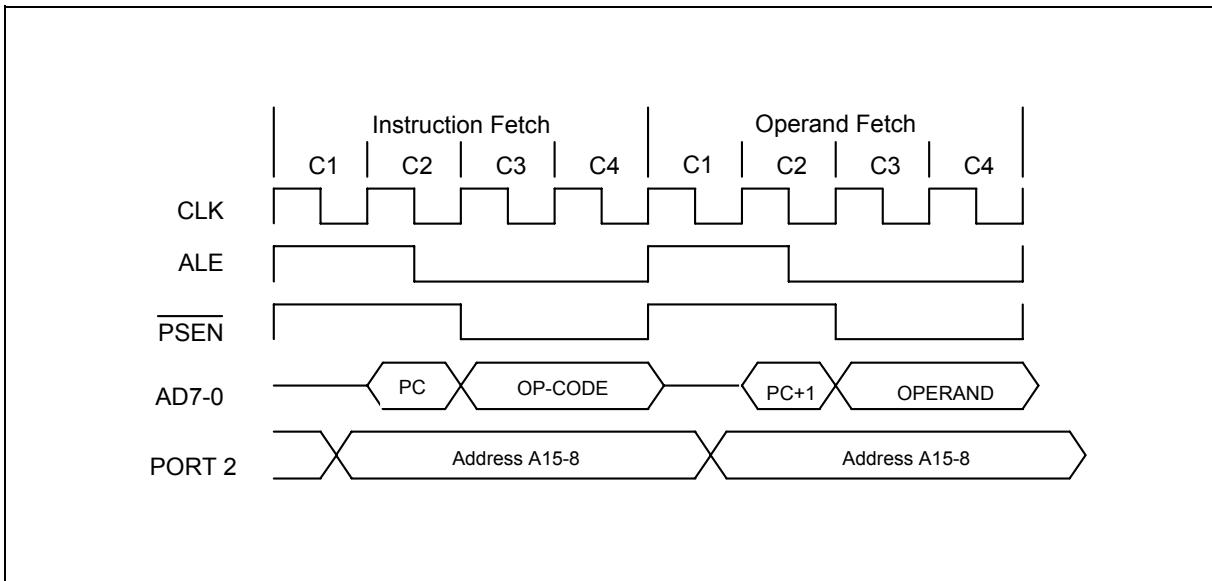 Instruction Fetch Operand Fetch
C1 C2 C3 C4 C1 C2 C3 C4
CLK
ALE
PSEN
AD7-0 PC OP-CODE PC+1 OPERAND
PORT 2 Address A15-8 Address A15-8